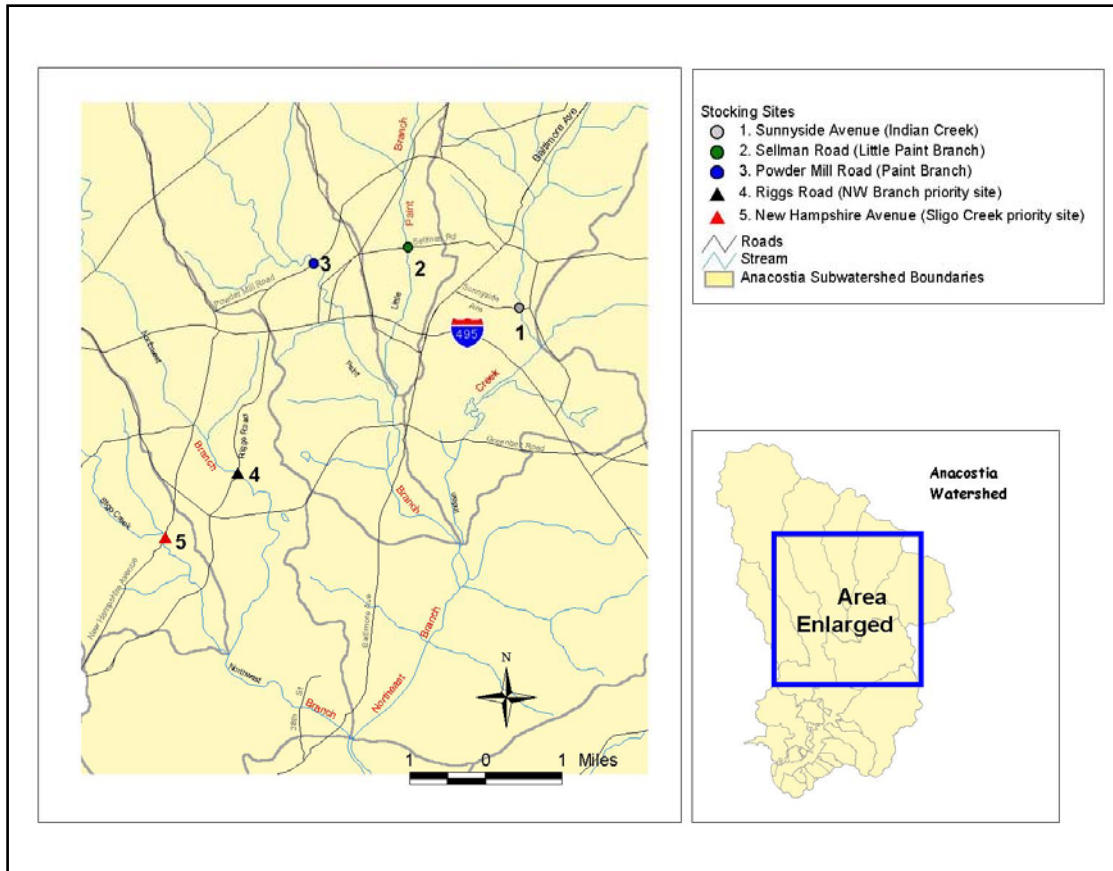 Branch
Baltimore Ave
Paint
Sellman Rd
3
2
Powder Mill Road
Little
Sunnyside
Ave
1
495
Northwest
Paint
Creek
Riggs Road
Greenbelt Road
Branch
4
Branch
Indian
Sligo Creek
5
New Hampshire Avenue
Baltimore Ave
Branch
Northeast
Northwest
Branch
38th St
N
1 0 1 Miles
Stocking Sites
1. Sunnyside Avenue (Indian Creek)
2. Sellman Road (Little Paint Branch)
3. Powder Mill Road (Paint Branch)
4. Riggs Road (NW Branch priority site)
5. New Hampshire Avenue (Sligo Creek priority site)
Roads
Stream
Anacostia Subwatershed Boundaries
Anacostia
Watershed
Area
Enlarged